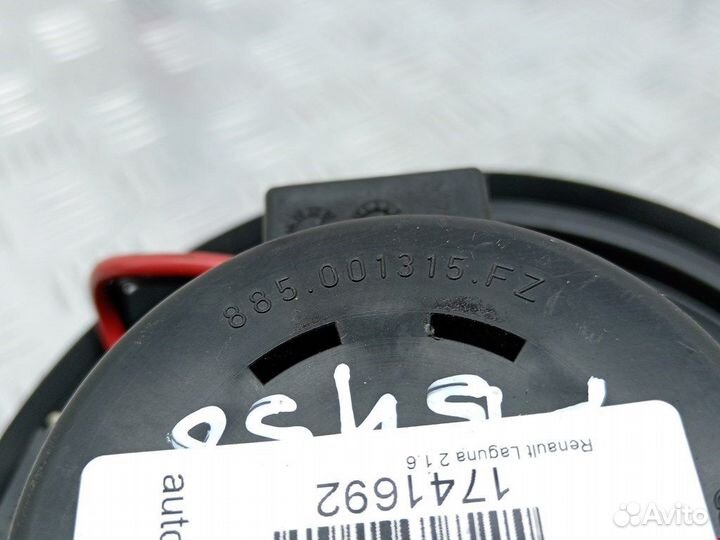 885.001315.FZ
Renault Laguna 2 1.6
1741692
auto
Avito